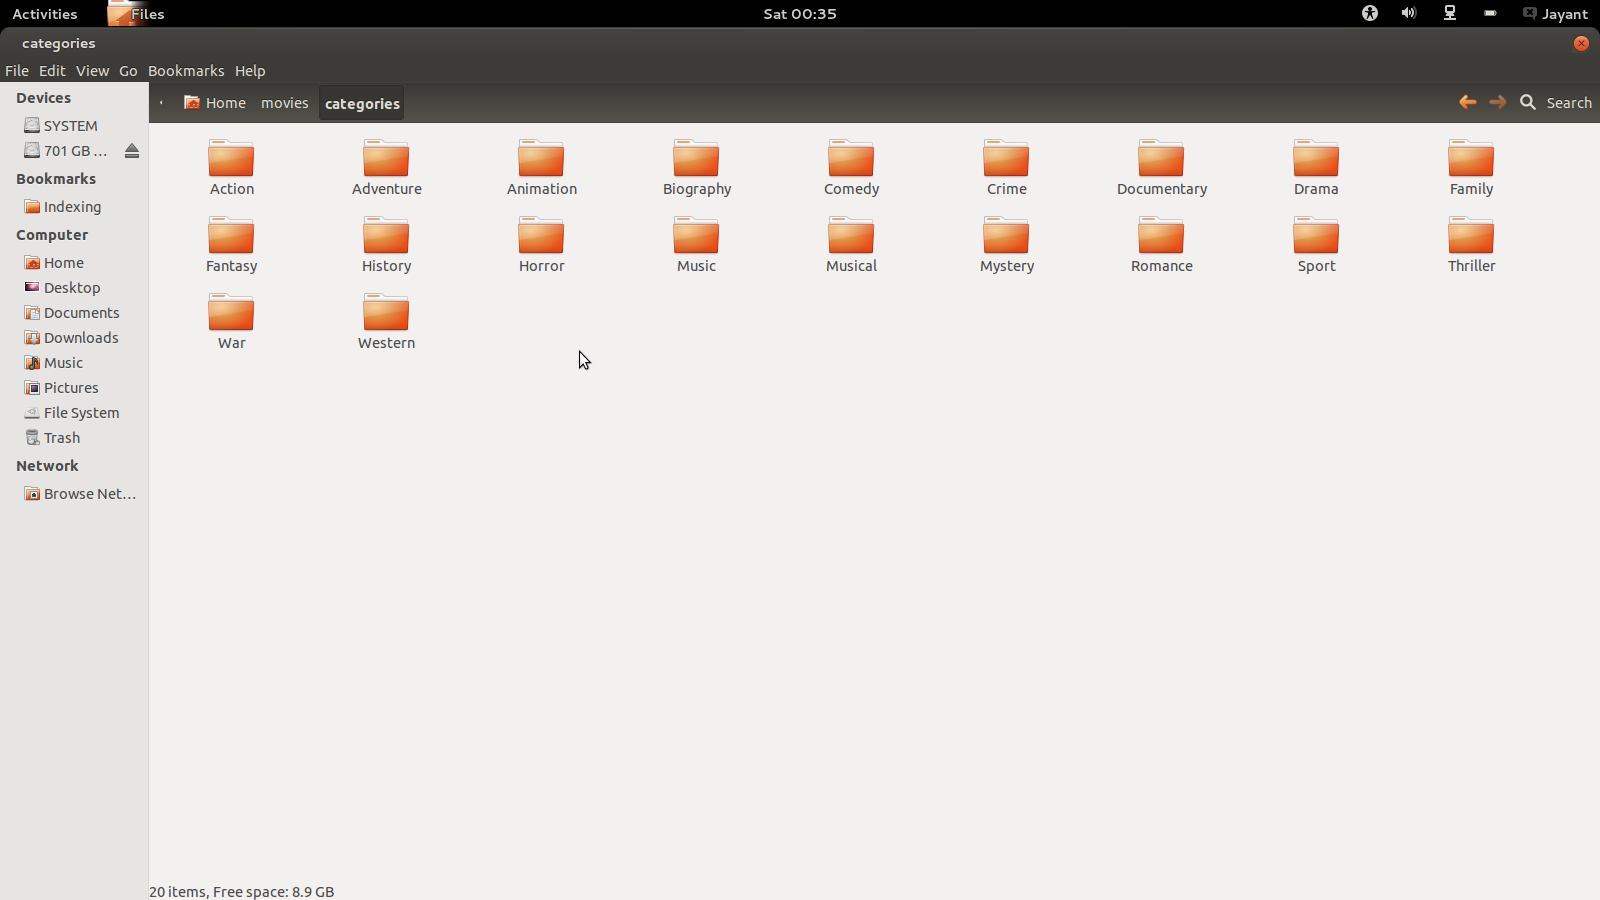 Activities Files Sat 00:35 Jayant
categories
File Edit View Go Bookmarks Help
Devices
SYSTEM
701 GB ...
Bookmarks
Indexing
Computer
Home
Desktop
Documents
Downloads
Music
Pictures
File System
Trash
Network
Browse Net...
Home movies categories Search
Action Adventure Animation Biography Comedy Crime Documentary Drama Family
Fantasy History Horror Music Musical Mystery Romance Sport Thriller
War Western
20 items, Free space: 8.9 GB